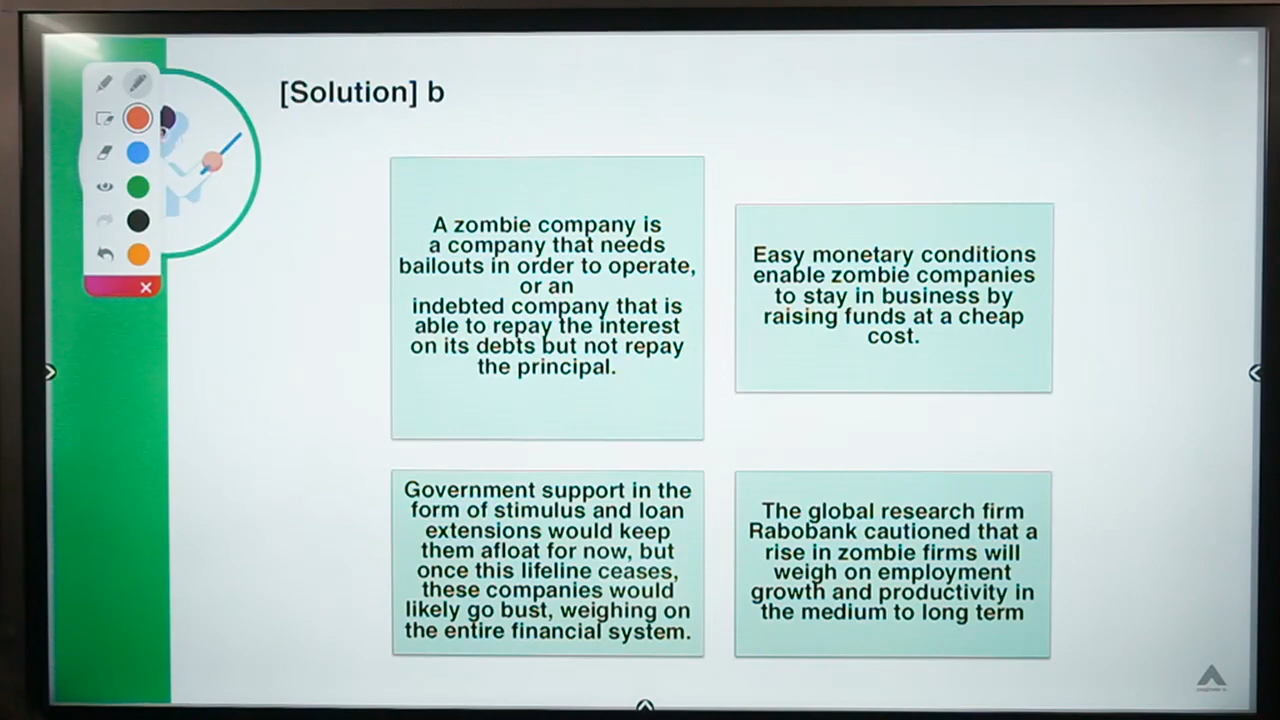 [Solution] b
A zombie company is
a company that needs
bailouts in order to operate,
or an
indebted company that is
able to repay the interest
on its debts but not repay
the principal.
Easy monetary conditions
enable zombie companies
to stay in business by
raising funds at a cheap
cost.
Government support in the
form of stimulus and loan
extensions would keep
them afloat for now, but
once this lifeline ceases,
these companies would
likely go bust, weighing on
the entire financial system.
The global research firm
Rabobank cautioned that a
rise in zombie firms will
weigh on employment
growth and productivity in
the medium to long term